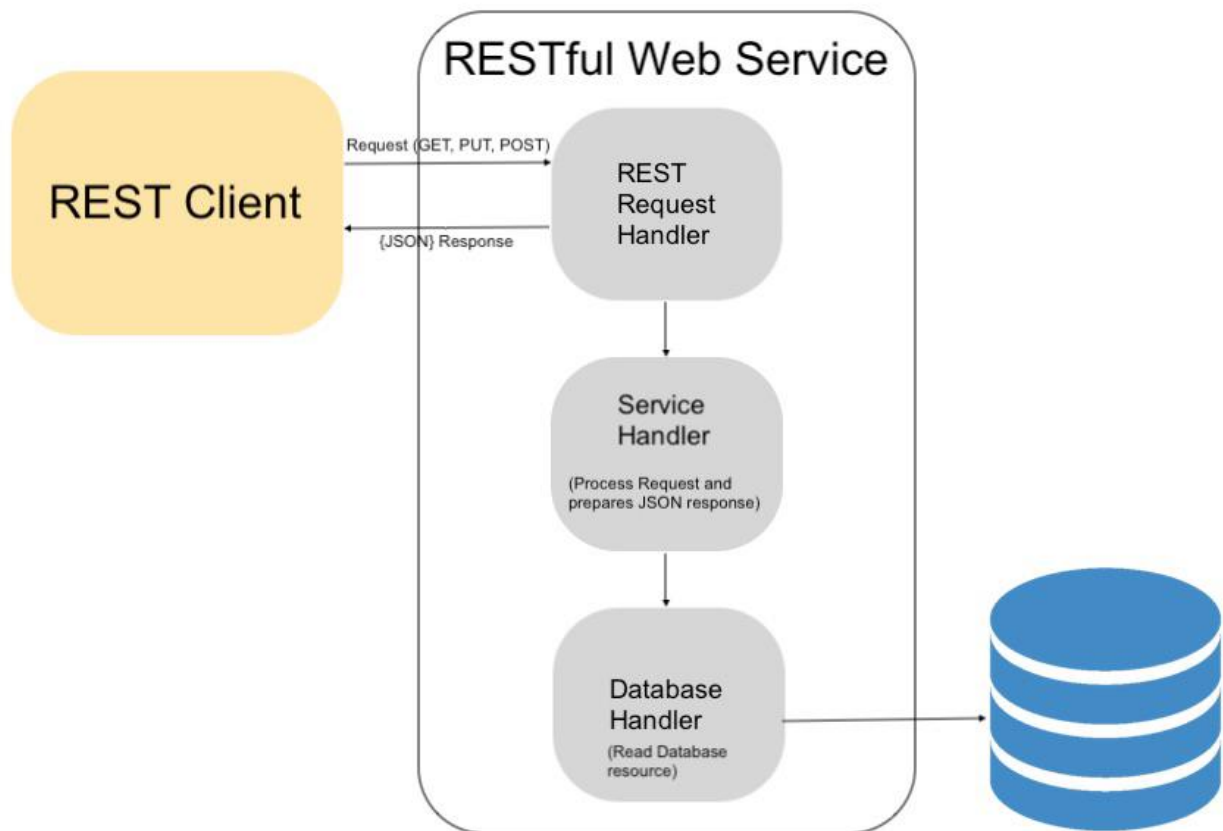 RESTful Web Service
REST Client
Request (GET, PUT, POST)
{JSON} Response
REST
Request
Handler
Service
Handler
(Process Request and
prepares JSON response)
Database
Handler
(Read Database
resource)